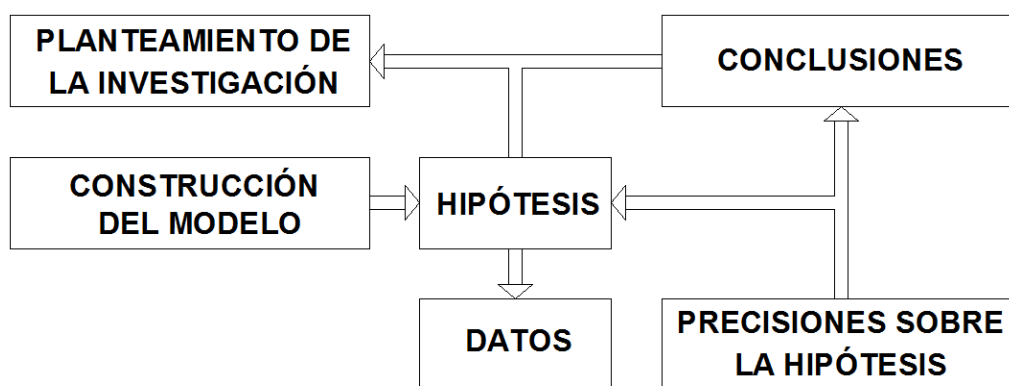 PLANTEAMIENTO DE
LA INVESTIGACIÓN
CONCLUSIONES
CONSTRUCCIÓN
DEL MODELO
HIPÓTESIS
DATOS
PRECISIONES SOBRE
LA HIPÓTESIS